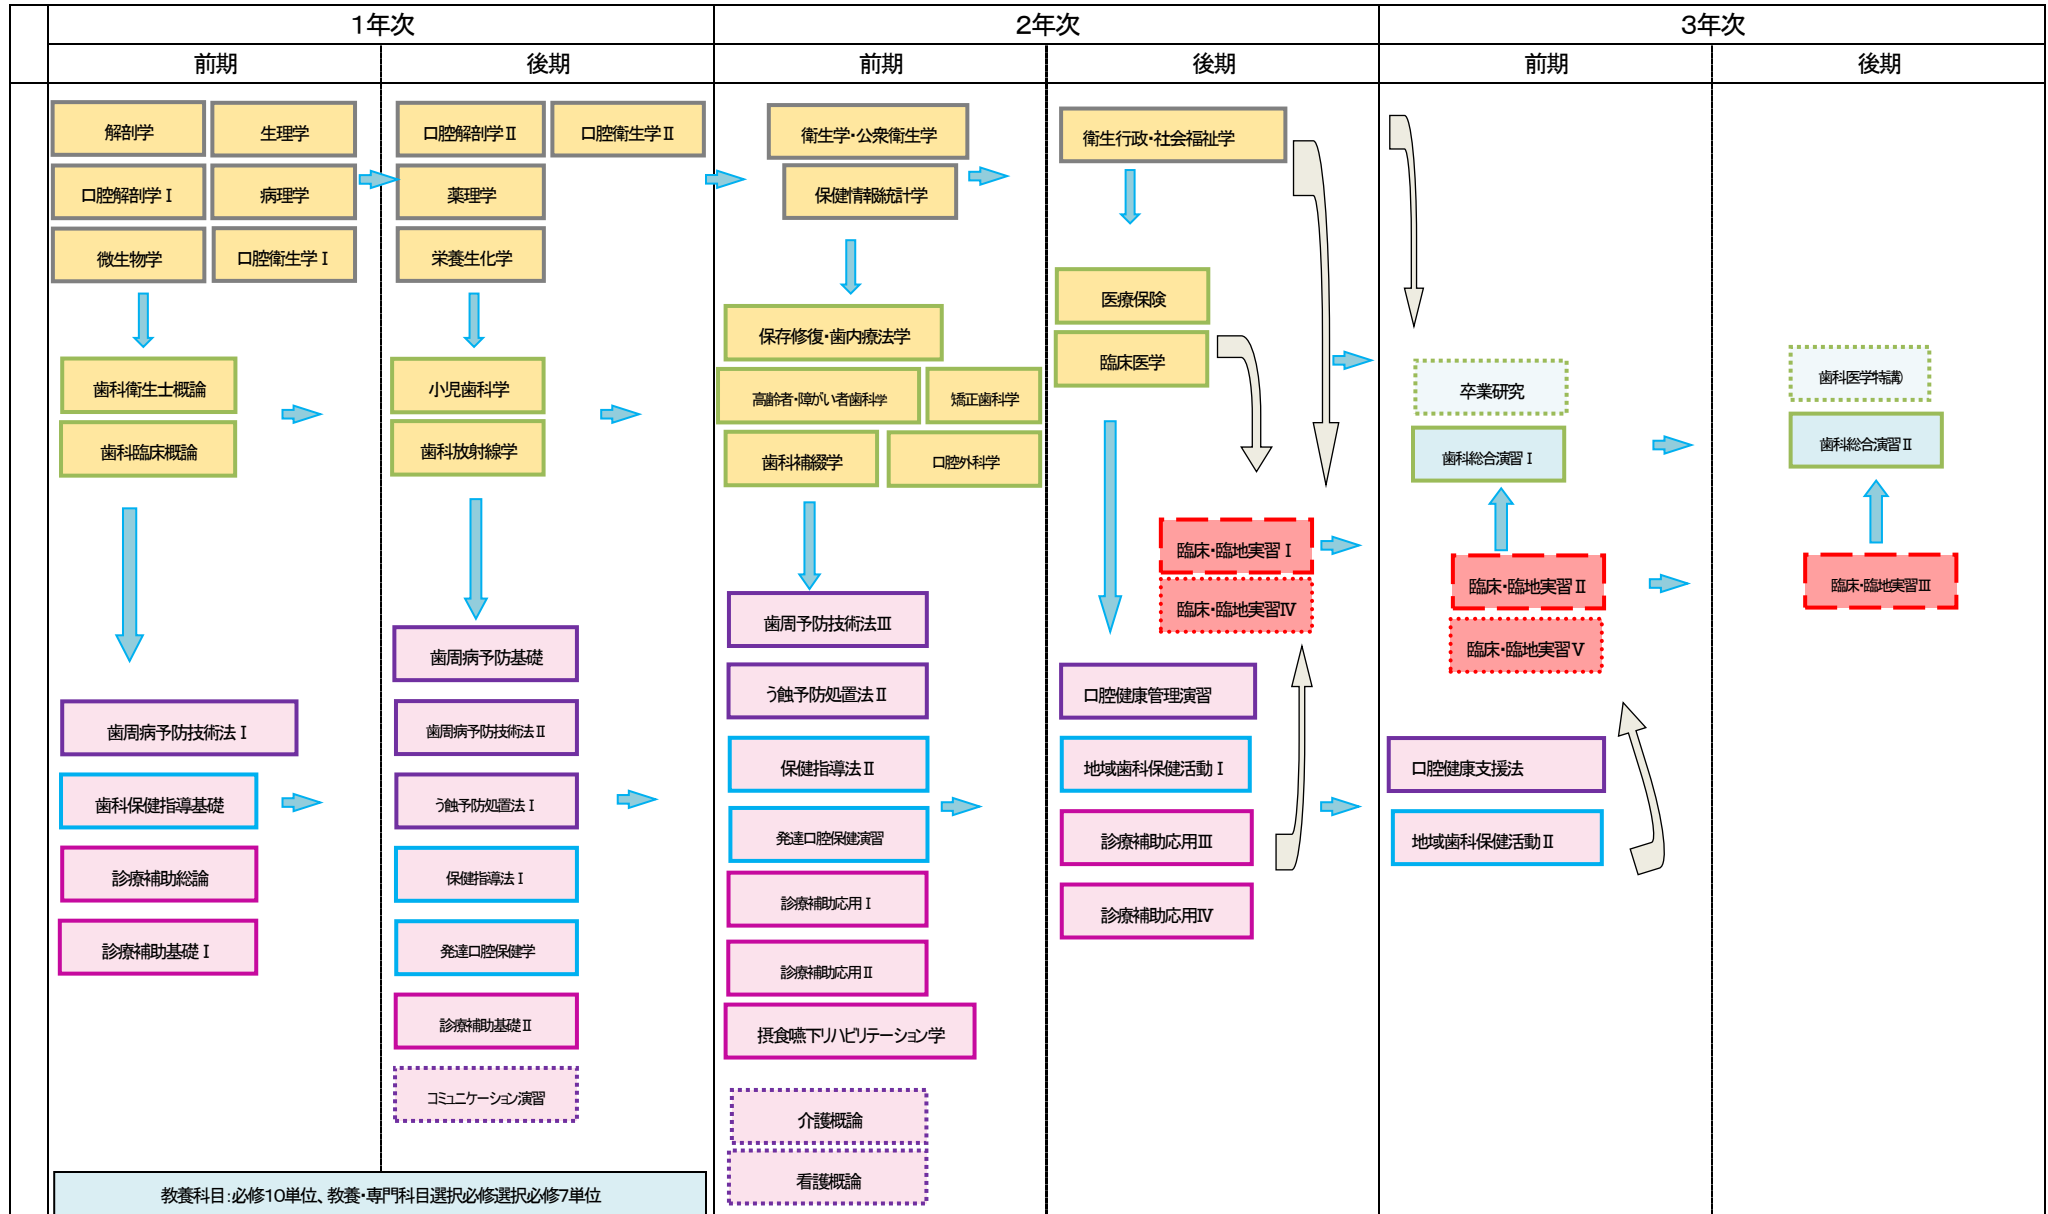 1年次
2年次
3年次
前期
後期
前期
後期
前期
後期
解剖学
生理学
口腔解剖学Ⅰ
病理学
微生物学
口腔衛生学Ⅰ
歯科衛生士概論
歯科臨床概論
歯周病予防技術法Ⅰ
歯科保健指導基礎
診療補助総論
診療補助基礎Ⅰ
口腔解剖学Ⅱ
口腔衛生学Ⅱ
薬理学
栄養生化学
小児歯科学
歯科放射線学
歯周病予防基礎
歯周病予防技術法Ⅱ
う蝕予防処置法Ⅰ
保健指導法Ⅰ
発達口腔保健学
診療補助基礎Ⅱ
コミュニケーション演習
教養科目:必修10単位、教養・専門科目選択必修選択必修7単位
衛生学・公衆衛生学
保健情報統計学
保存修復・歯内療法学
高齢者・障がい者歯科学
矯正歯科学
歯科補綴学
口腔外科学
歯周予防技術法Ⅲ
う蝕予防処置法Ⅱ
保健指導法Ⅱ
発達口腔保健演習
診療補助応用Ⅰ
診療補助応用Ⅱ
摂食嚥下リハビリテーション学
介護概論
看護概論
衛生行政・社会福祉学
医療保険
臨床医学
臨床・臨地実習Ⅰ
臨床・臨地実習Ⅳ
口腔健康管理演習
地域歯科保健活動Ⅰ
診療補助応用Ⅲ
診療補助応用Ⅳ
卒業研究
歯科総合演習Ⅰ
臨床・臨地実習Ⅱ
臨床・臨地実習Ⅴ
口腔健康支援法
地域歯科保健活動Ⅱ
歯科医学特講)
歯科総合演習Ⅱ
臨床・臨地実習Ⅲ